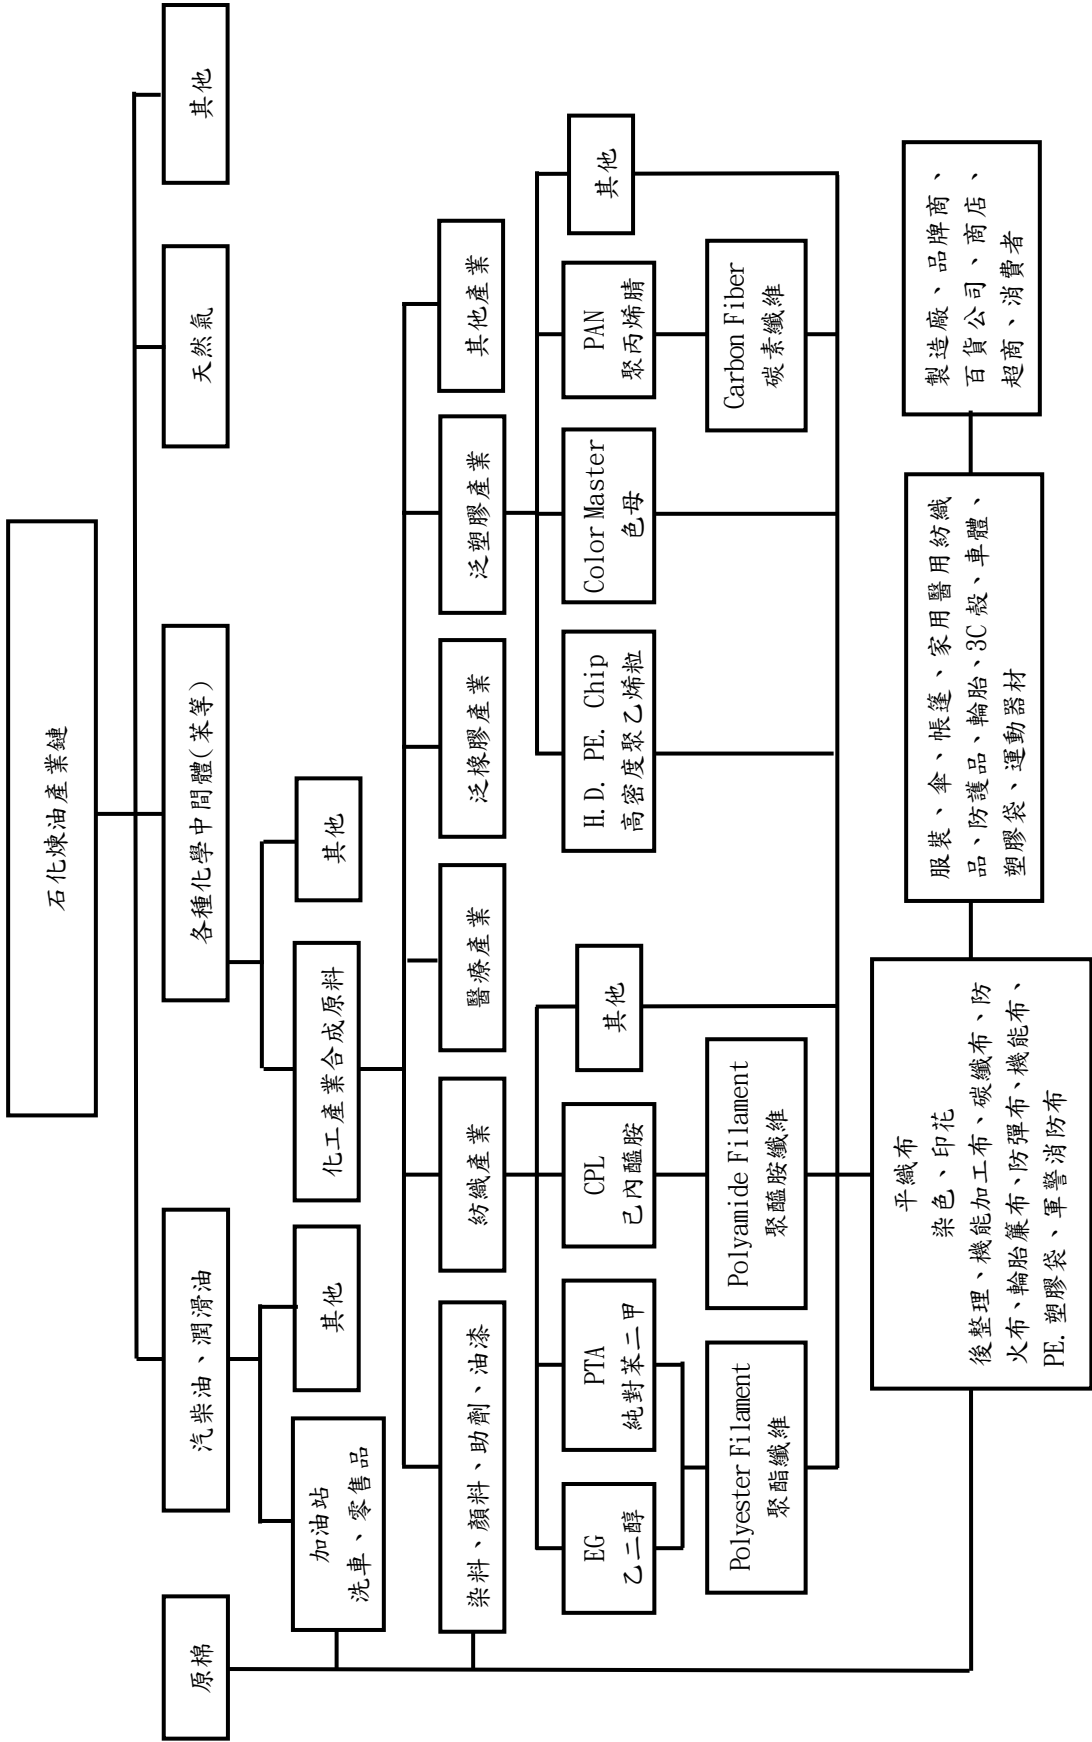 石化煉油產業鏈
原棉
汽柴油、潤滑油
各種化學中間體(苯等)
天然氣
其他
加油站
洗車、零售品
其他
化工產業合成原料
其他
染料、顏料、助劑、油漆
紡織產業
醫療產業
泛橡膠產業
泛塑膠產業
其他產業
EG
乙二醇
PTA
純對苯二甲
CPL
己內醯胺
其他
H.D. PE. Chip
高密度聚乙烯粒
Color Master
色母
PAN
聚丙烯腈
其他
Polyester Filament
聚酯纖維
Polyamide Filament
聚醯胺纖維
Carbon Fiber
碳素纖維
平織布
染色、印花
後整理、機能加工布、碳纖布、防
火布、輪胎簾布、防彈布、機能布、
PE.塑膠袋、軍警消防布
服裝、傘、帳篷、家用醫用紡織
品、防護品、輪胎、3C 殼、車體、
塑膠袋、運動器材
製造廠、品牌商、
百貨公司、商店、
超商、消費者